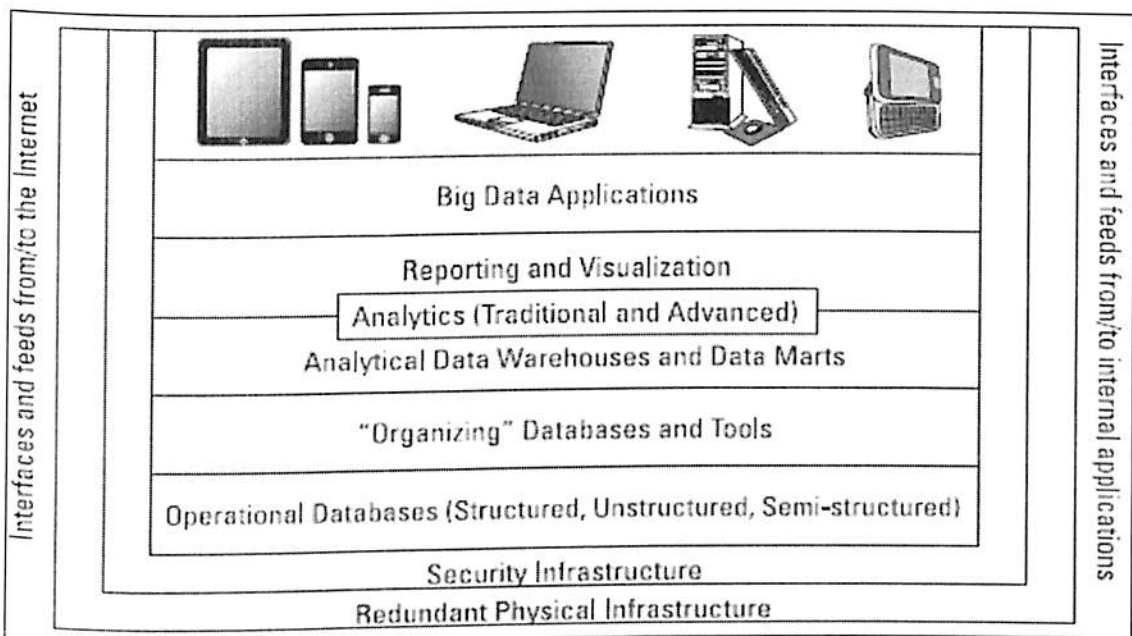 Interfaces and feeds from/to the Internet
Big Data Applications
Reporting and Visualization
Analytics (Traditional and Advanced)
Analytical Data Warehouses and Data Marts
"Organizing" Databases and Tools
Operational Databases (Structured, Unstructured, Semi-structured)
Security Infrastructure
Redundant Physical Infrastructure
Interfaces and feeds from/to internal applications